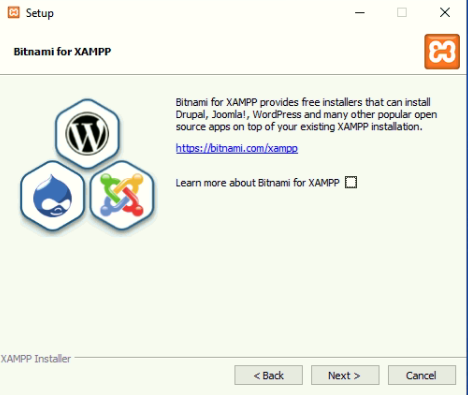 Setup
Bitnami for XAMPP
Bitnami for XAMPP provides free installers that can install
Drupal, Joomla!, WordPress and many other popular open
source apps on top of your existing XAMPP installation.
https://bitnami.com/xampp
Learn more about Bitnami for XAMPP
XAMPP Installer
< Back
Next >
Cancel